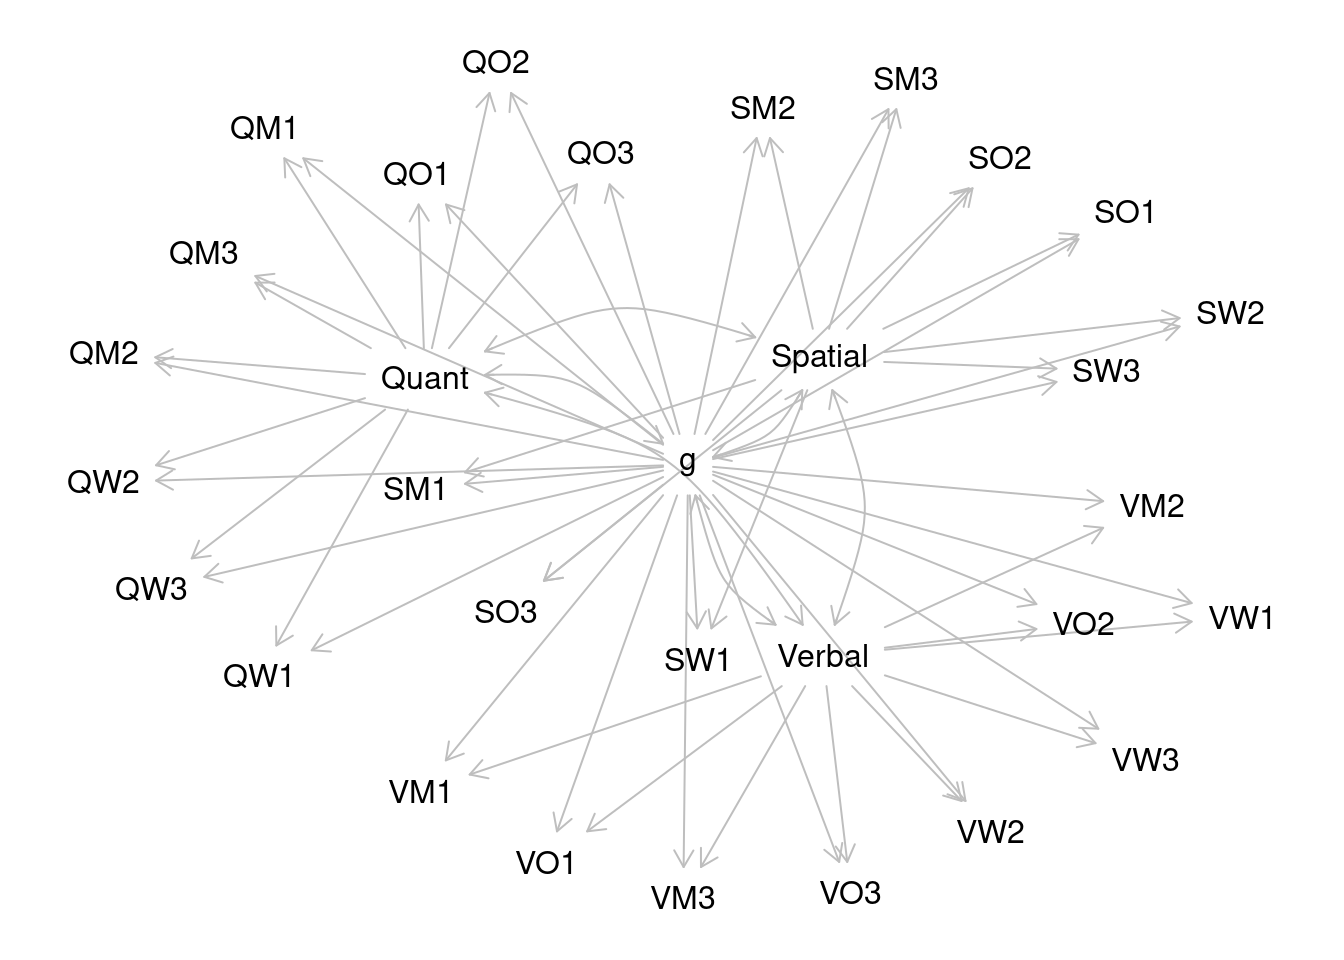 QO2
SM3
SM2
QM1
QO3
SO2
QO1
SO1
QM3
SW2
QM2
Spatial
SW3
Quant
g
QW2
SM1
VM2
QW3
SO3
VO2
VW1
SW1
Verbal
QW1
VW3
VM1
VW2
VO1
VM3
VO3